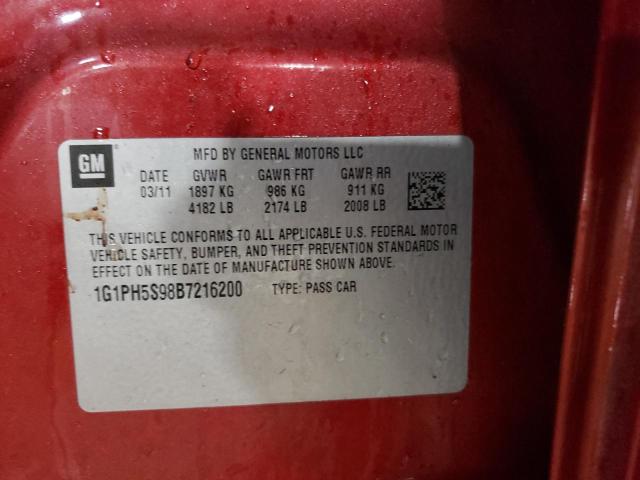 GM
MFD BY GENERAL MOTORS LLC
DATE GVWR GAWR FRT GAWR RR
03/11 1897 KG 986 KG 911 KG
4182 LB 2174 LB 2008 LB
THIS VEHICLE CONFORMS TO ALL APPLICABLE U.S. FEDERAL MOTOR
VEHICLE SAFETY, BUMPER, AND THEFT PREVENTION STANDARDS IN
EFFECT ON THE DATE OF MANUFACTURE SHOWN ABOVE.
1G1PH5S98B7216200 TYPE: PASS CAR